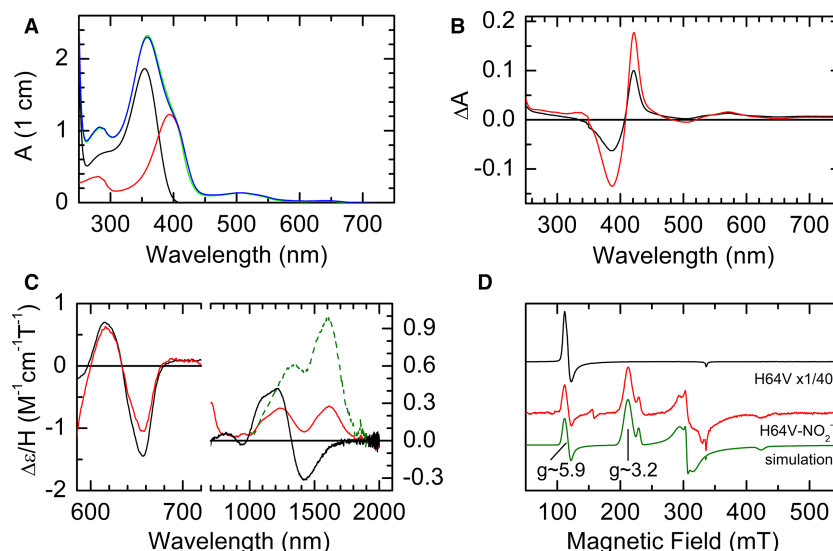 A
A (1 cm)
2
1
0
300 400 500 600 700
Wavelength (nm)
B
ΔA
0.2
0.1
0.0
-0.1
300 400 500 600 700
Wavelength (nm)
C
Δε/H (M⁻¹cm⁻¹T⁻¹)
1
0
-1
-2
0.9
0.6
0.3
0.0
-0.3
600 700 1000 1500 2000
Wavelength (nm)
D
H64V x1/40
H64V-NO₂⁻
simulation
g~5.9 g~3.2
100 200 300 400 500
Magnetic Field (mT)